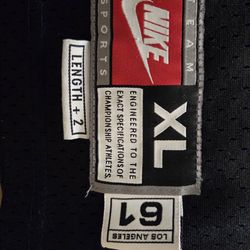 NIKE
TEAM
SPORTS
XL
ENGINEERED TO THE
EXACT SPECIFICATIONS OF
CHAMPIONSHIP ATHLETES.
LENGTH + 2
61
LOS ANGELES